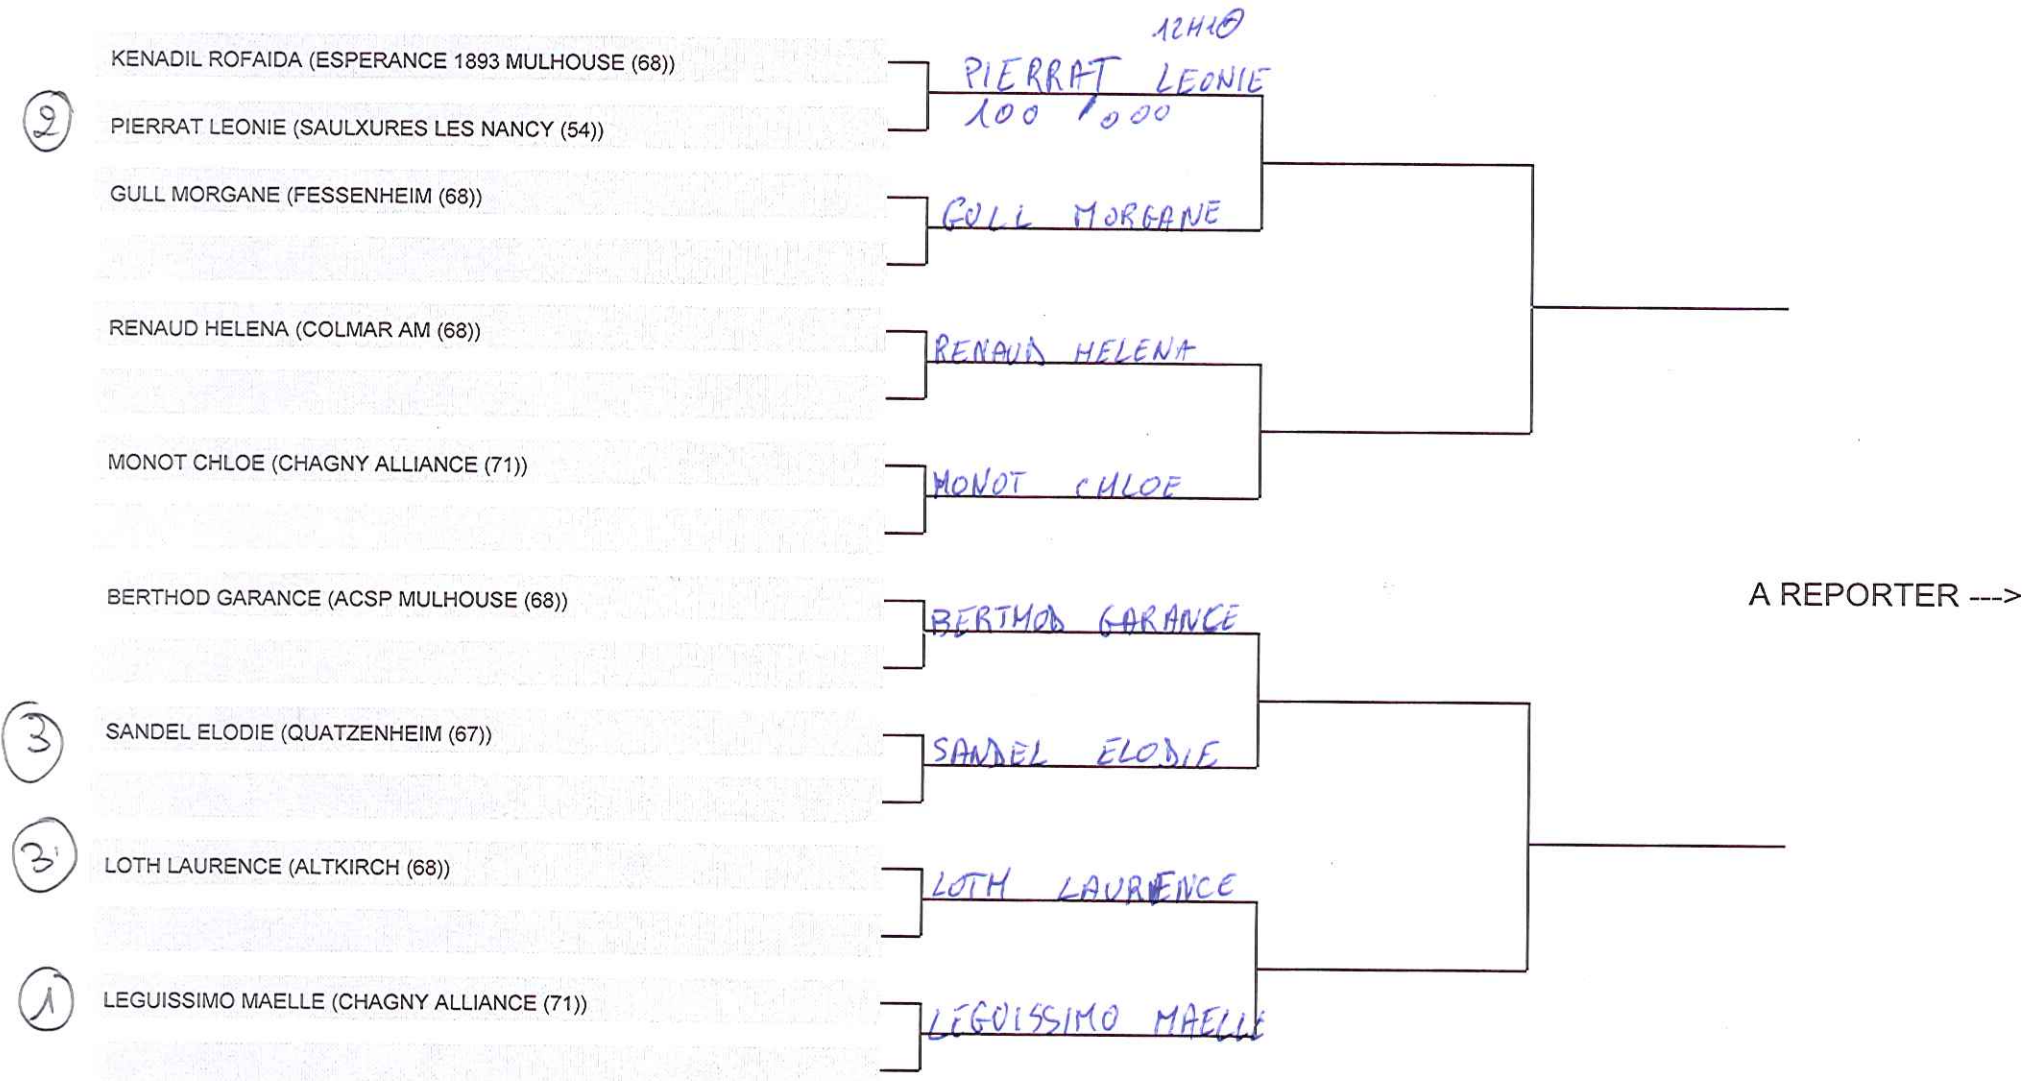 12H10
KENADIL ROFAIDA (ESPERANCE 1893 MULHOUSE (68))
PIERRAT LEONIE
2
PIERRAT LEONIE (SAULXURES LES NANCY (54))
100 / 000
GULL MORGANE (FESSENHEIM (68))
GULL MORGANE
RENAUD HELENA (COLMAR AM (68))
RENAUD HELENA
MONOT CHLOE (CHAGNY ALLIANCE (71))
MONOT CHLOE
BERTHOD GARANCE (ACSP MULHOUSE (68))
BERTHOD GARANCE
A REPORTER --->
3
SANDEL ELODIE (QUATZENHEIM (67))
SANDEL ELODIE
3
LOTH LAURENCE (ALTKIRCH (68))
LOTH LAURENCE
1
LEGUISSIMO MAELLE (CHAGNY ALLIANCE (71))
LEGUISSIMO MAELLE